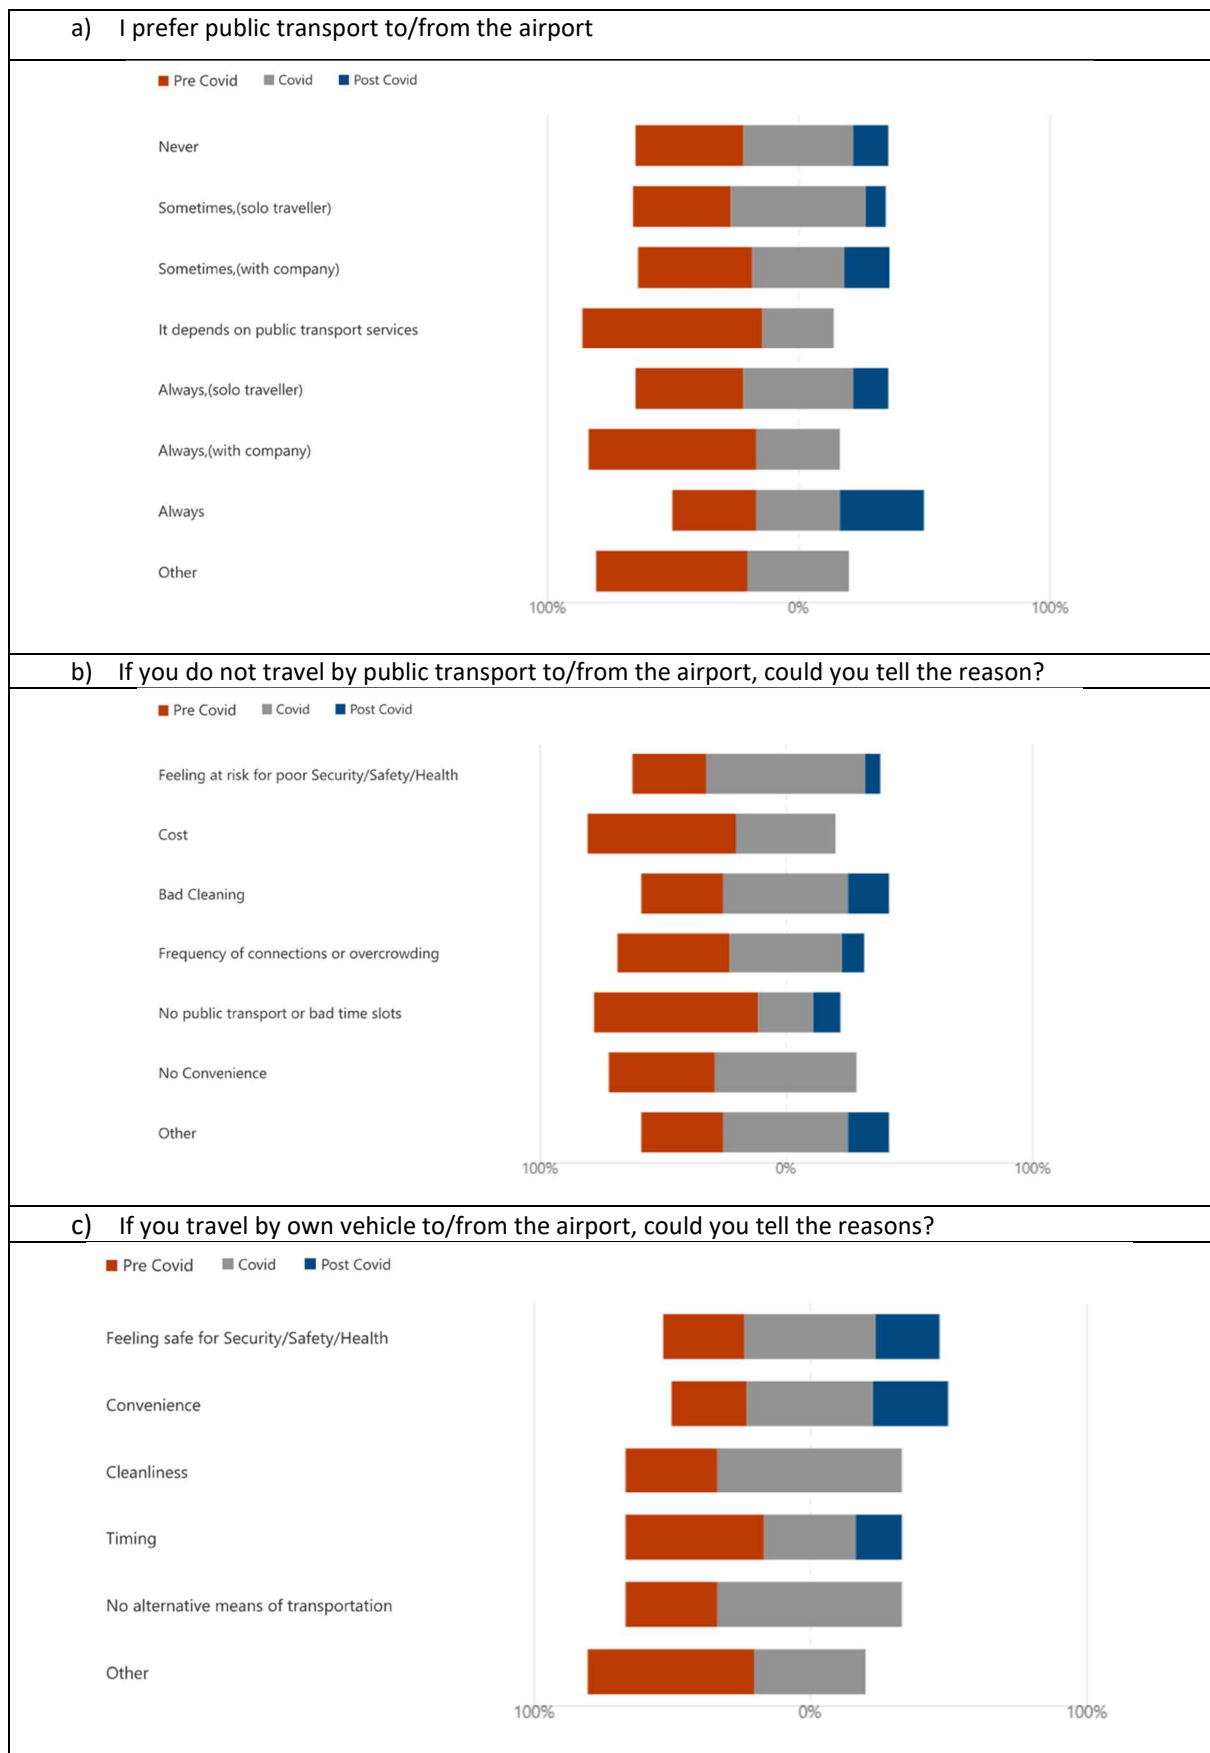 a) I prefer public transport to/from the airport
Pre Covid Covid Post Covid
Never
Sometimes,(solo traveller)
Sometimes,(with company)
It depends on public transport services
Always,(solo traveller)
Always,(with company)
Always
Other
100% 0% 100%
b) If you do not travel by public transport to/from the airport, could you tell the reason?
Pre Covid Covid Post Covid
Feeling at risk for poor Security/Safety/Health
Cost
Bad Cleaning
Frequency of connections or overcrowding
No public transport or bad time slots
No Convenience
Other
100% 0% 100%
c) If you travel by own vehicle to/from the airport, could you tell the reasons?
Pre Covid Covid Post Covid
Feeling safe for Security/Safety/Health
Convenience
Cleanliness
Timing
No alternative means of transportation
Other
100% 0% 100%